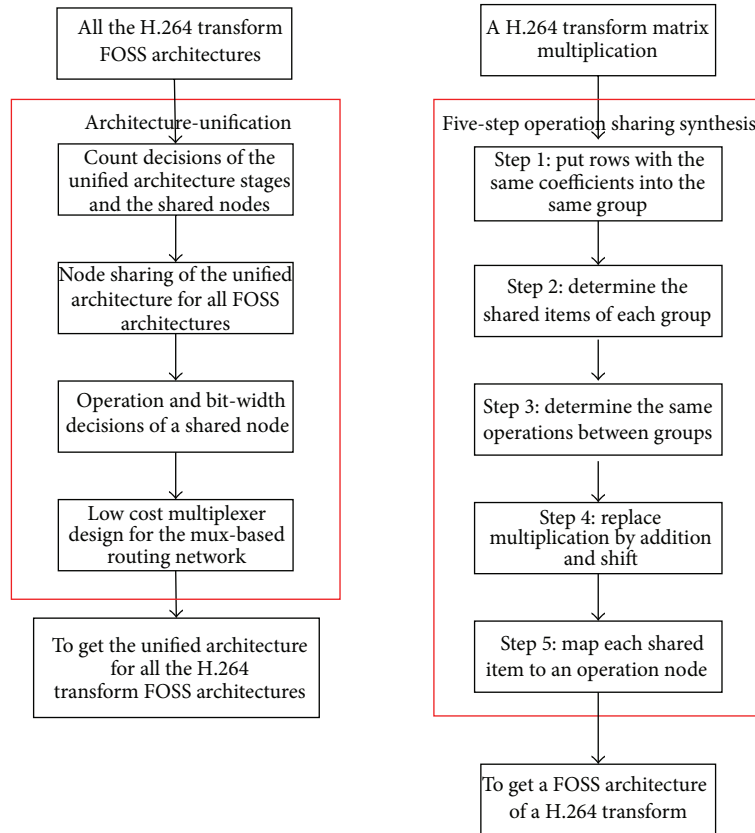 All the H.264 transform
FOSS architectures
Architecture-unification
Count decisions of the
unified architecture stages
and the shared nodes
Node sharing of the unified
architecture for all FOSS
architectures
Operation and bit-width
decisions of a shared node
Low cost multiplexer
design for the mux-based
routing network
To get the unified architecture
for all the H.264
transform FOSS architectures
A H.264 transform matrix
multiplication
Five-step operation sharing synthesis
Step 1: put rows with the
same coefficients into the
same group
Step 2: determine the
shared items of each group
Step 3: determine the same
operations between groups
Step 4: replace
multiplication by addition
and shift
Step 5: map each shared
item to an operation node
To get a FOSS architecture
of a H.264 transform